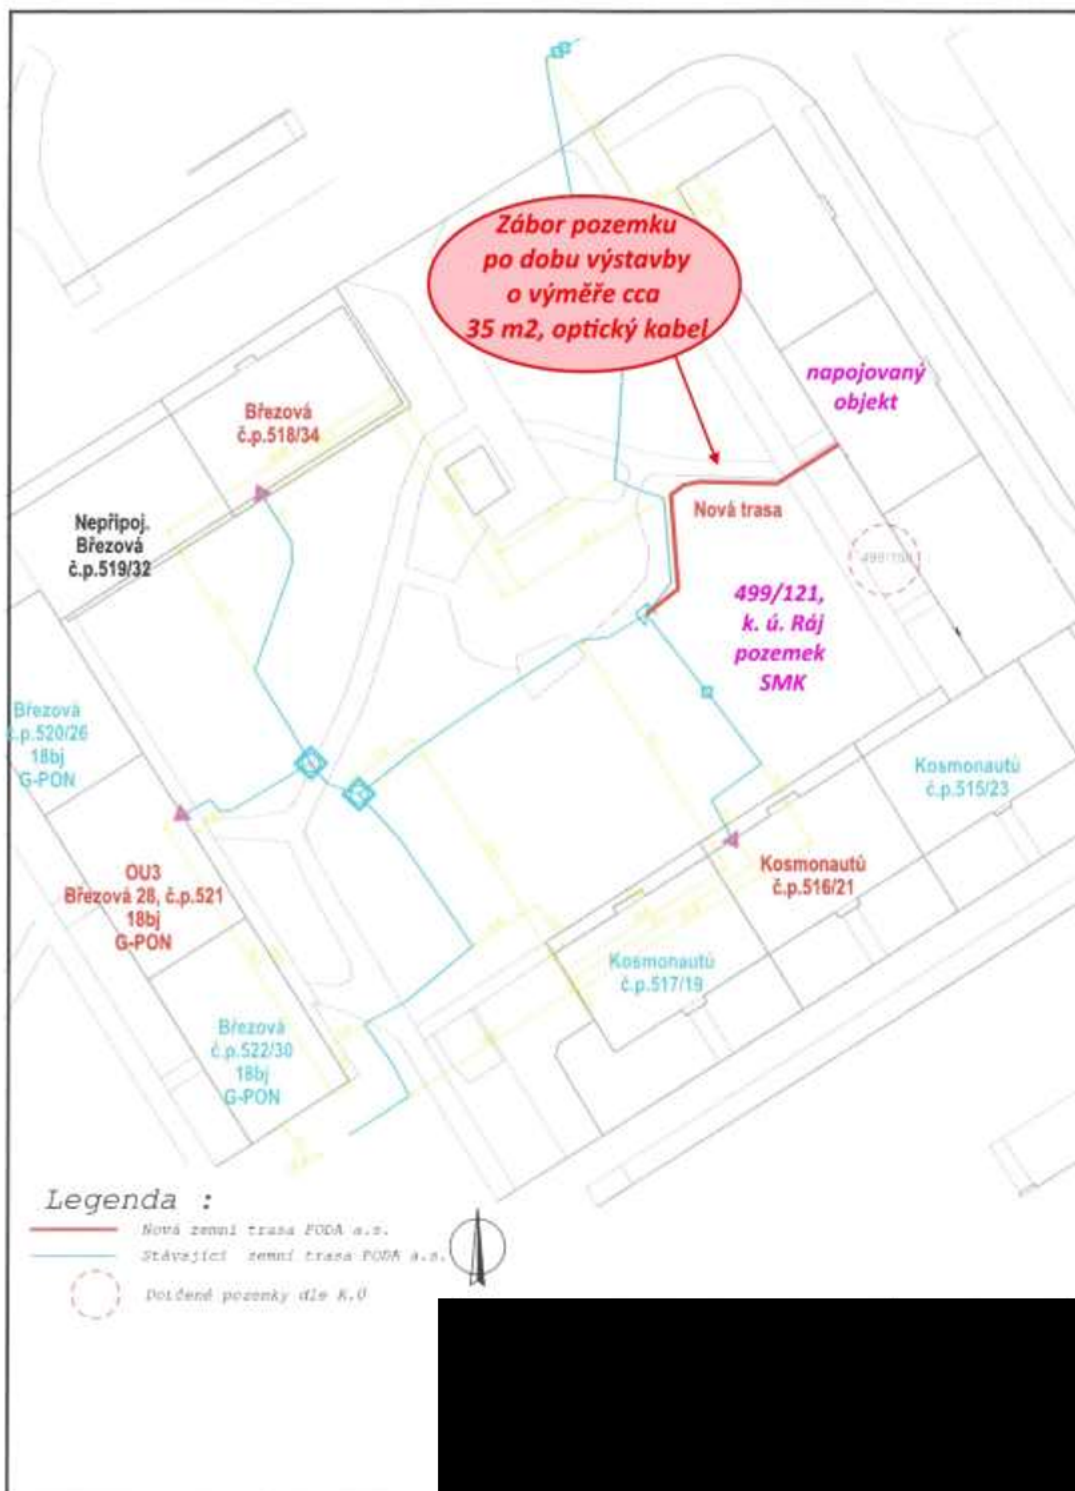 Zábor pozemku
po dobu výstavby
o výměře cca
35 m2, optický kabel
napojovaný
objekt
Březová
č.p.518/34
Nepřipoj.
Březová
č.p.519/32
Nová trasa
499/121,
k. ú. Ráj
pozemek
SMK
Březová
č.p.520/26
18bj
G-PON
Kosmonautů
č.p.515/23
OU3
Březová 28, č.p.521
18bj
G-PON
Kosmonautů
č.p.516/21
Kosmonautů
č.p.517/19
Březová
č.p.522/30
18bj
G-PON
Legenda :
Nová zemní trasa PODA a.s.
Stávající zemní trasa PODA a.s.
Dotčené pozemky dle K.Ú